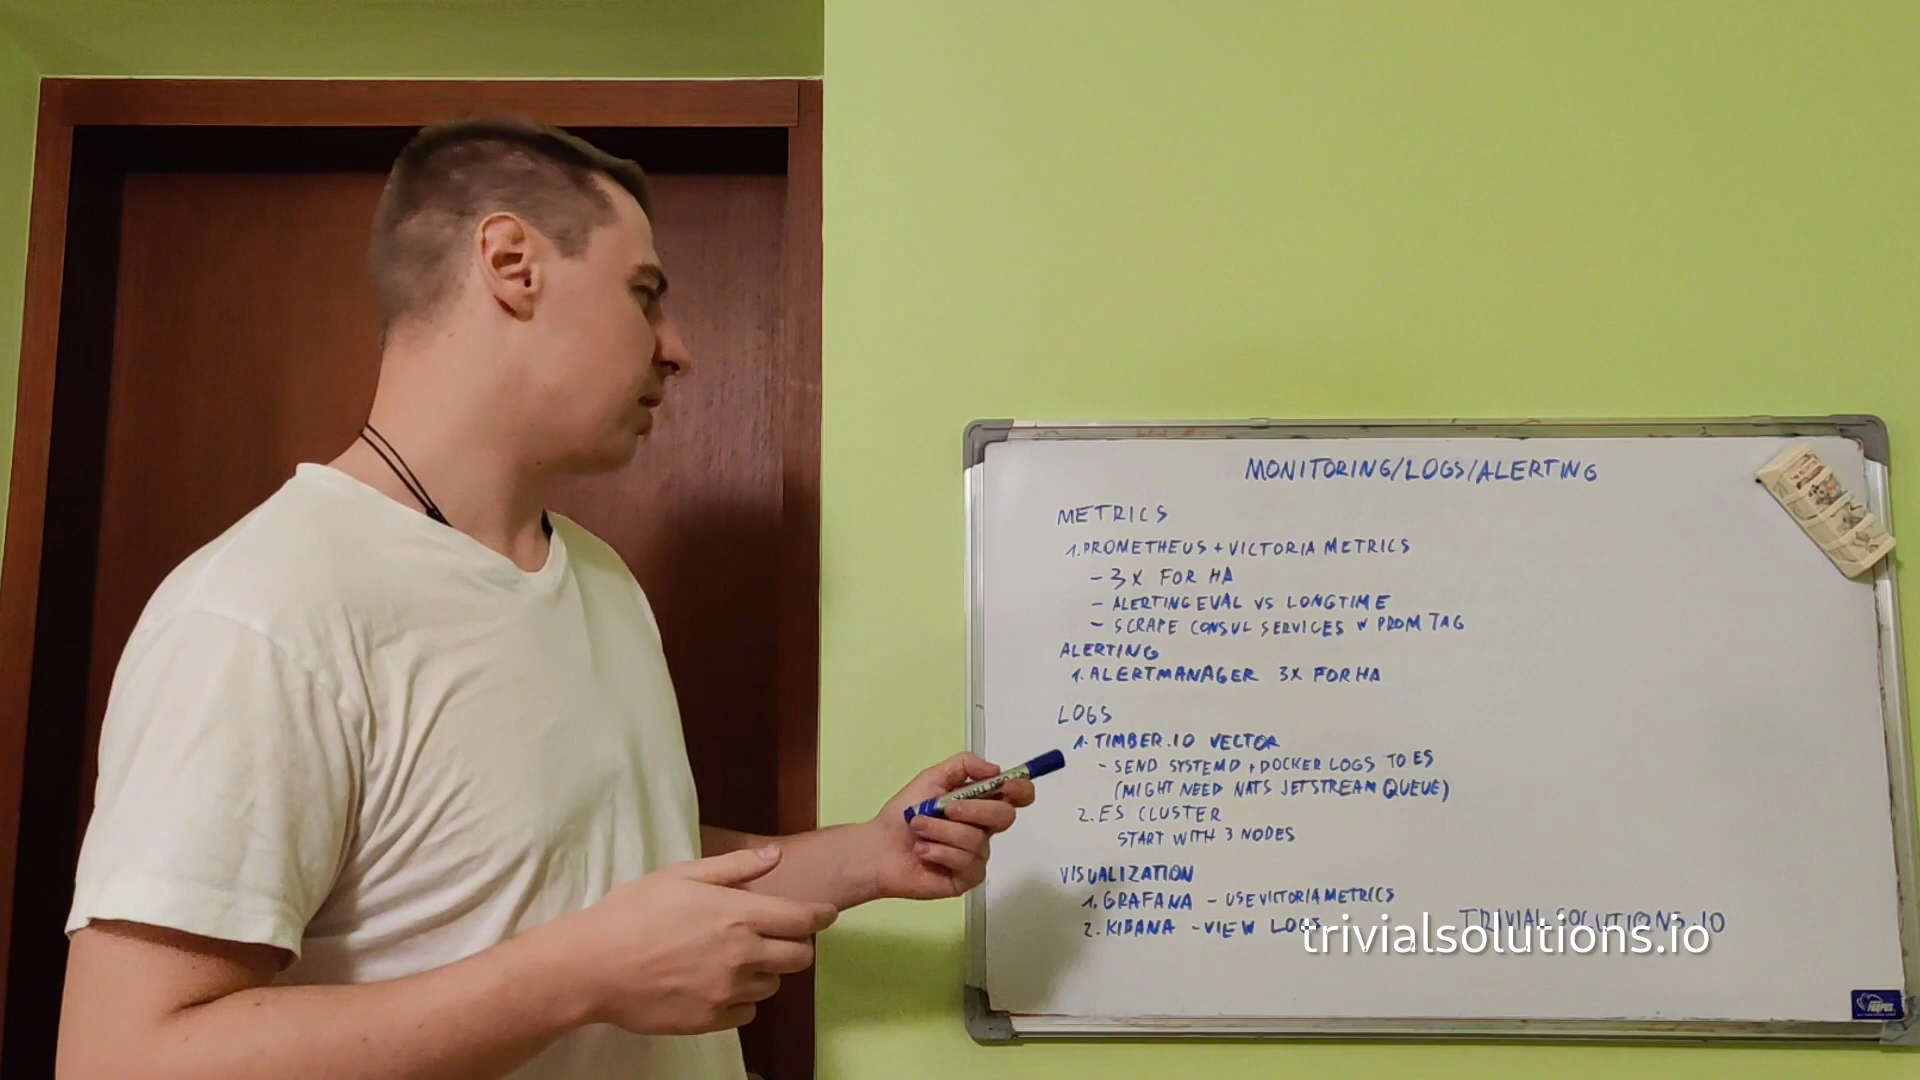 MONITORING/LOGS/ALERTING
METRICS
1. PROMETHEUS + VICTORIA METRICS
- 3X FOR HA
- ALERTING EVAL VS LONGTIME
- SCRAPE CONSUL SERVICES W PROM TAG
ALERTING
1. ALERTMANAGER 3X FOR HA
LOGS
1. TIMBER.IO VECTOR
- SEND SYSTEMD + DOCKER LOGS TO ES
(MIGHT NEED NATS JETSTREAM QUEUE)
2. ES CLUSTER
START WITH 3 NODES
VISUALIZATION
1. GRAFANA - USE VICTORIA METRICS
2. KIBANA - VIEW LOGS
TRIVIALSOLUTIONS.IO
trivialsolutions.io